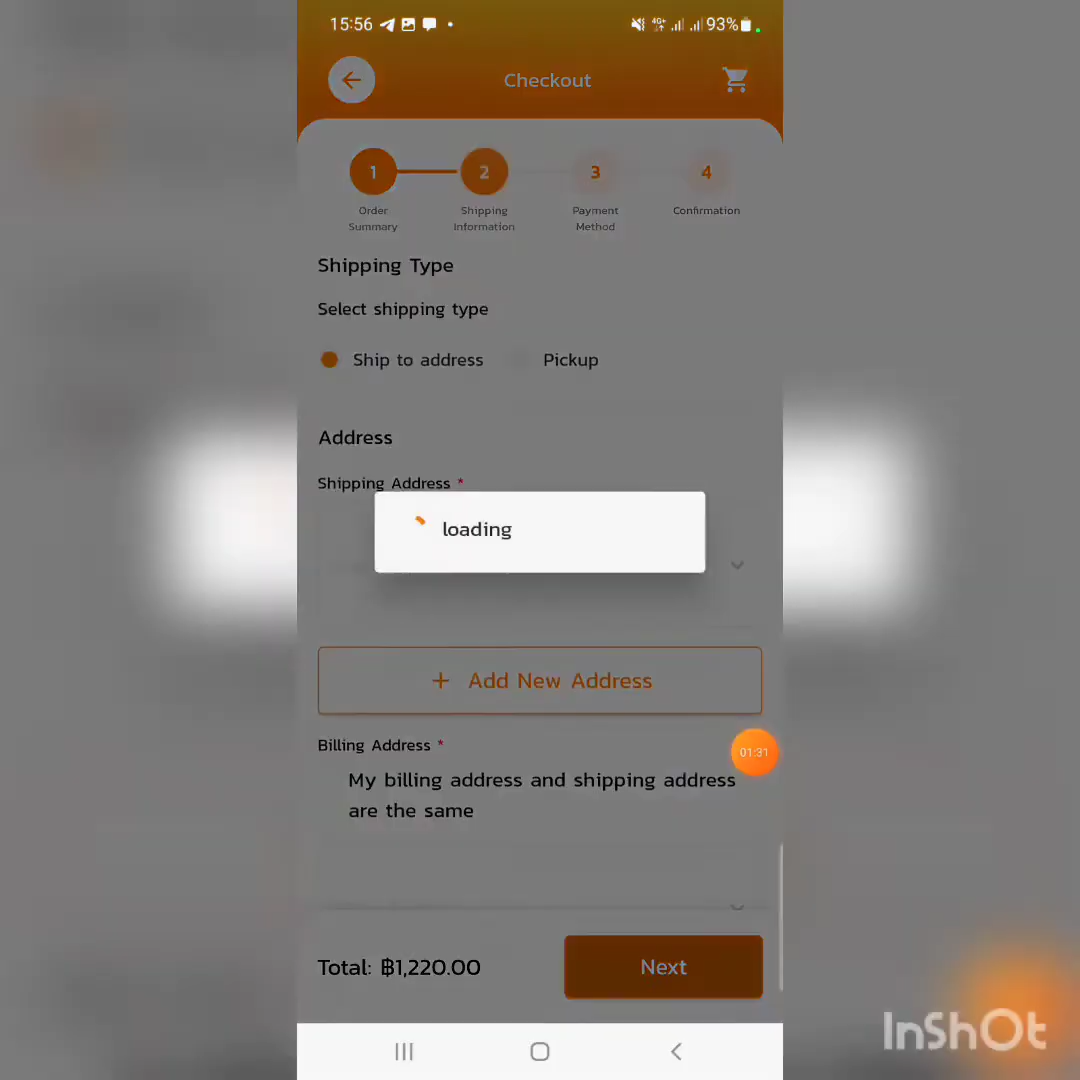 15:56
4G+ 93%
Checkout
1 2 3 4
Order Summary
Shipping Information
Payment Method
Confirmation
Shipping Type
Select shipping type
Ship to address Pickup
Address
Shipping Address *
loading
+ Add New Address
Billing Address *
01:31
My billing address and shipping address
are the same
Total: ฿1,220.00 Next
InShOt